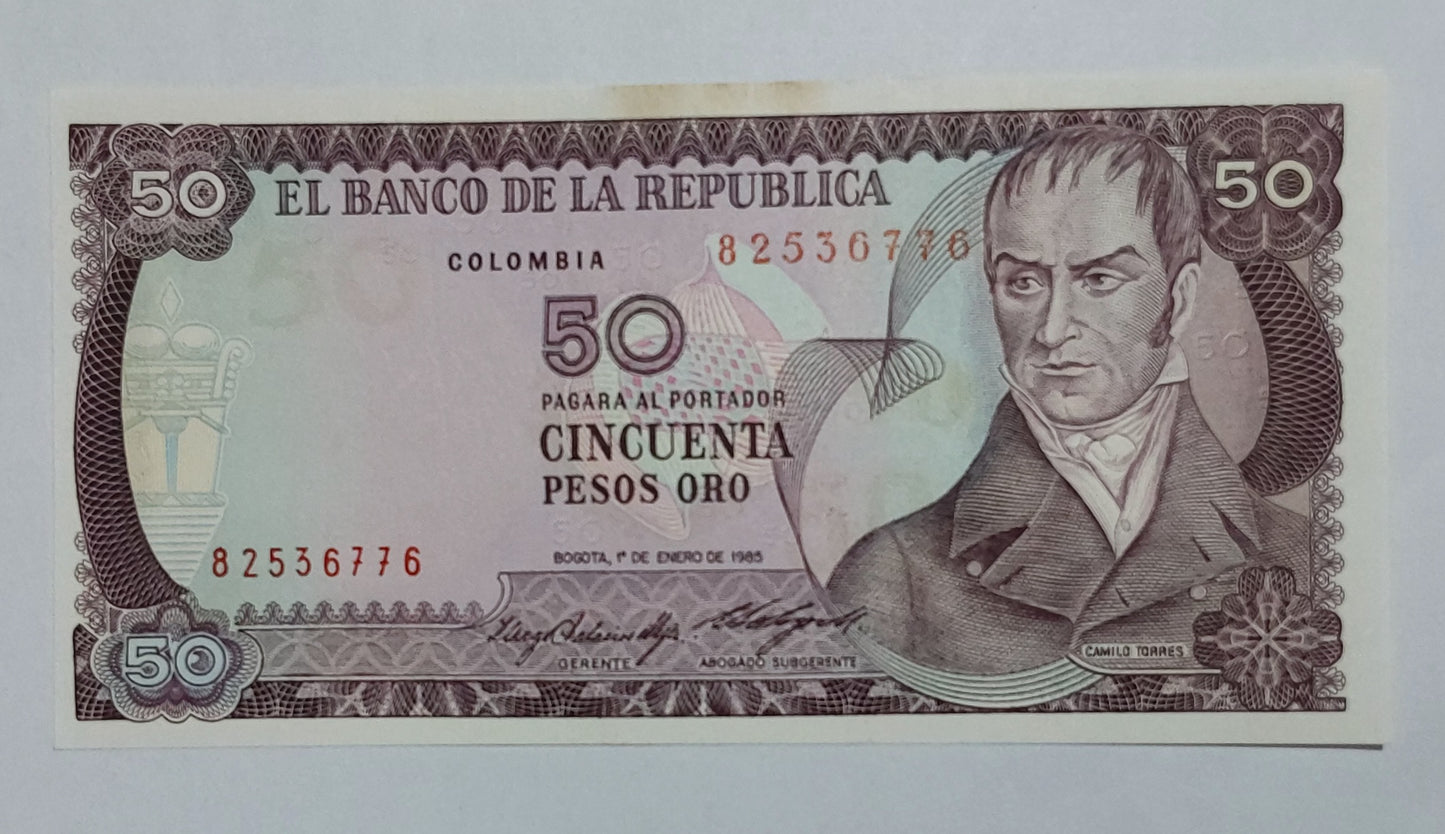 50 EL BANCO DE LA REPUBLICA 50
COLOMBIA 82536776
50
PAGARA AL PORTADOR
CINCUENTA
PESOS ORO
82536776 BOGOTA, 1º DE ENERO DE 1985
50 GERENTE ABOGADO SUBGERENTE CAMILO TORRES